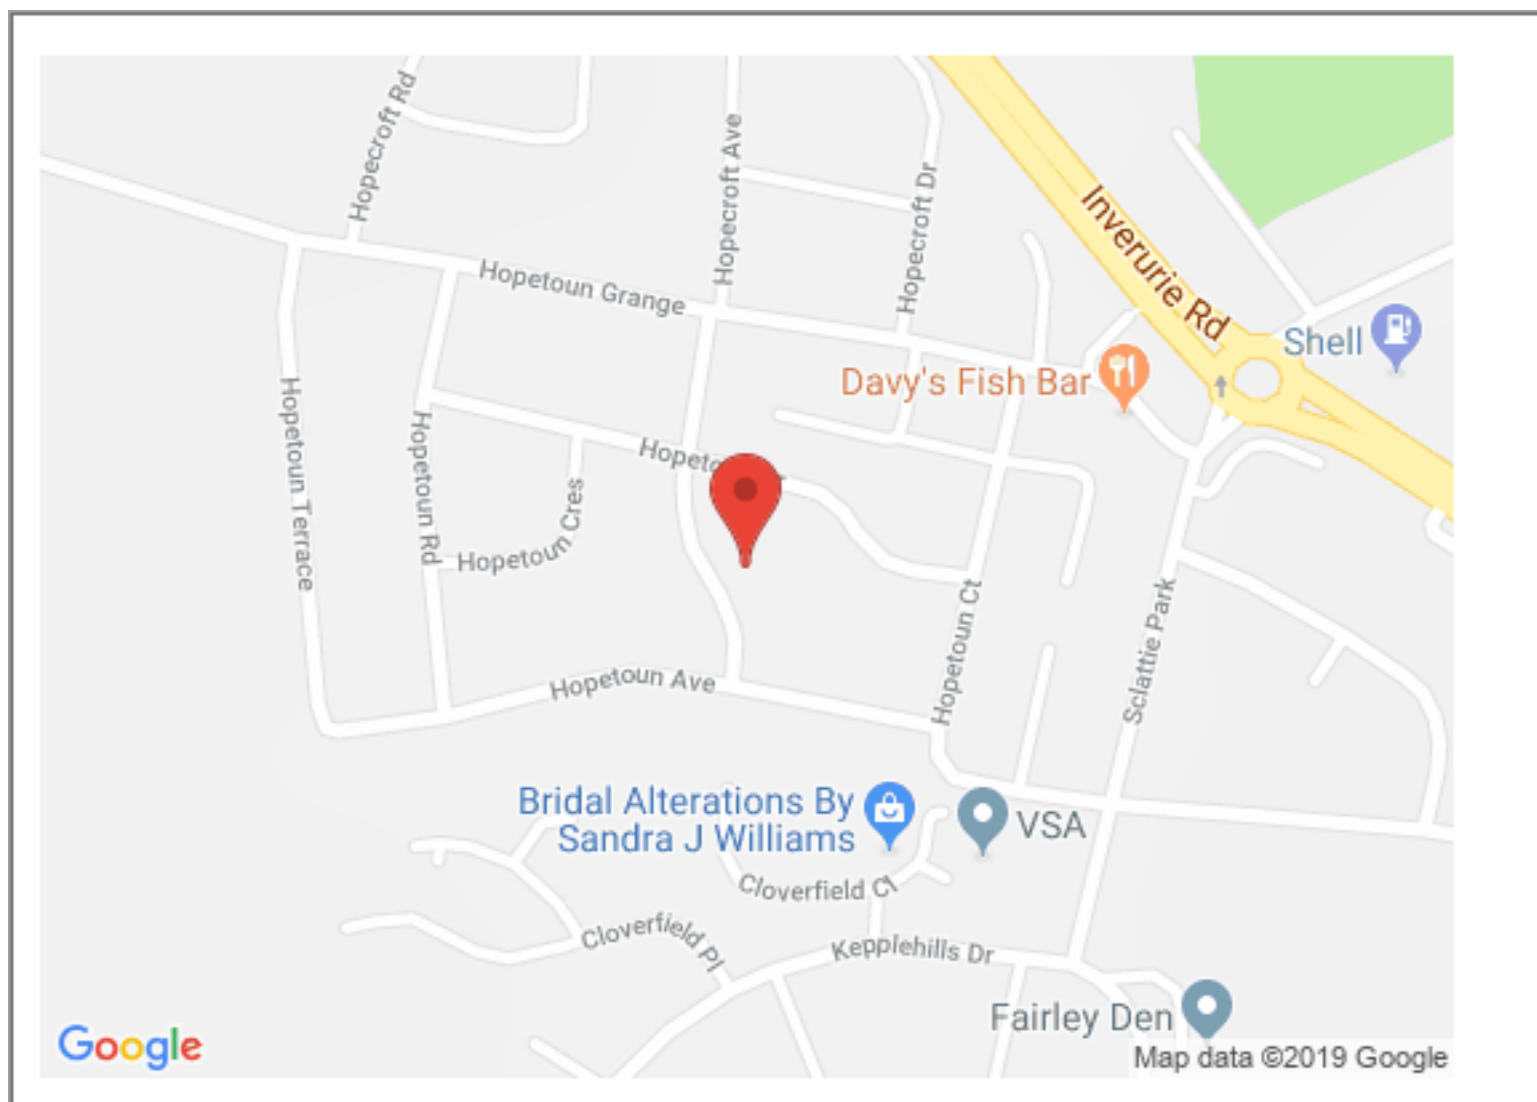 Hopecroft Rd
Hopecroft Ave
Hopecroft Dr
Inverurie Rd
Hopetoun Grange
Shell
Davy's Fish Bar
Hopetoun Terrace
Hopetoun Rd
Hopetoun Cres
Hopetoun Ct
Sclattie Park
Hopetoun Ave
Bridal Alterations By
Sandra J Williams
VSA
Cloverfield Cl
Cloverfield Pl
Kepplehills Dr
Fairley Den
Google
Map data ©2019 Google